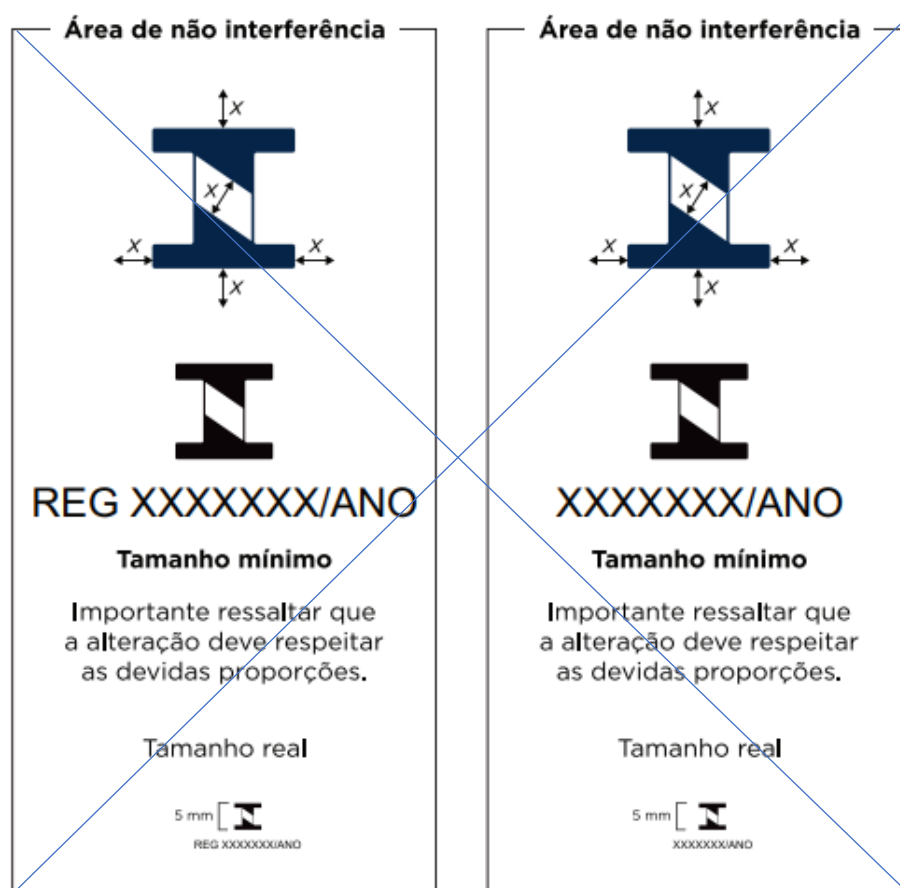 Área de não interferência
x
x
x
x
x
REG XXXXXXX/ANO
Tamanho mínimo
Importante ressaltar que
a alteração deve respeitar
as devidas proporções.
Tamanho real
5 mm
REG XXXXXXX/ANO
Área de não interferência
x
x
x
x
x
XXXXXXX/ANO
Tamanho mínimo
Importante ressaltar que
a alteração deve respeitar
as devidas proporções.
Tamanho real
5 mm
XXXXXXX/ANO